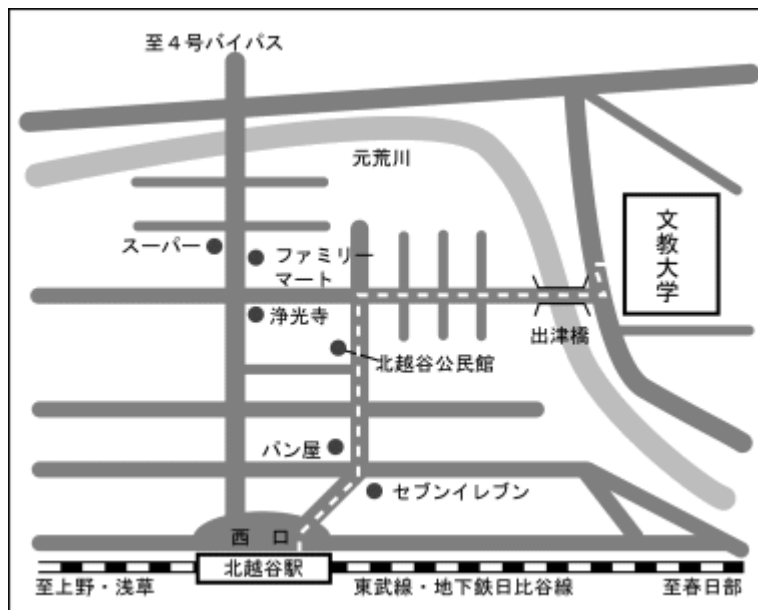 至４号バイパス
元荒川
文教大学
スーパー
ファミリー
マート
浄光寺
出津橋
北越谷公民館
パン屋
セブンイレブン
西　口
北越谷駅
至上野・浅草
東武線・地下鉄日比谷線
至春日部